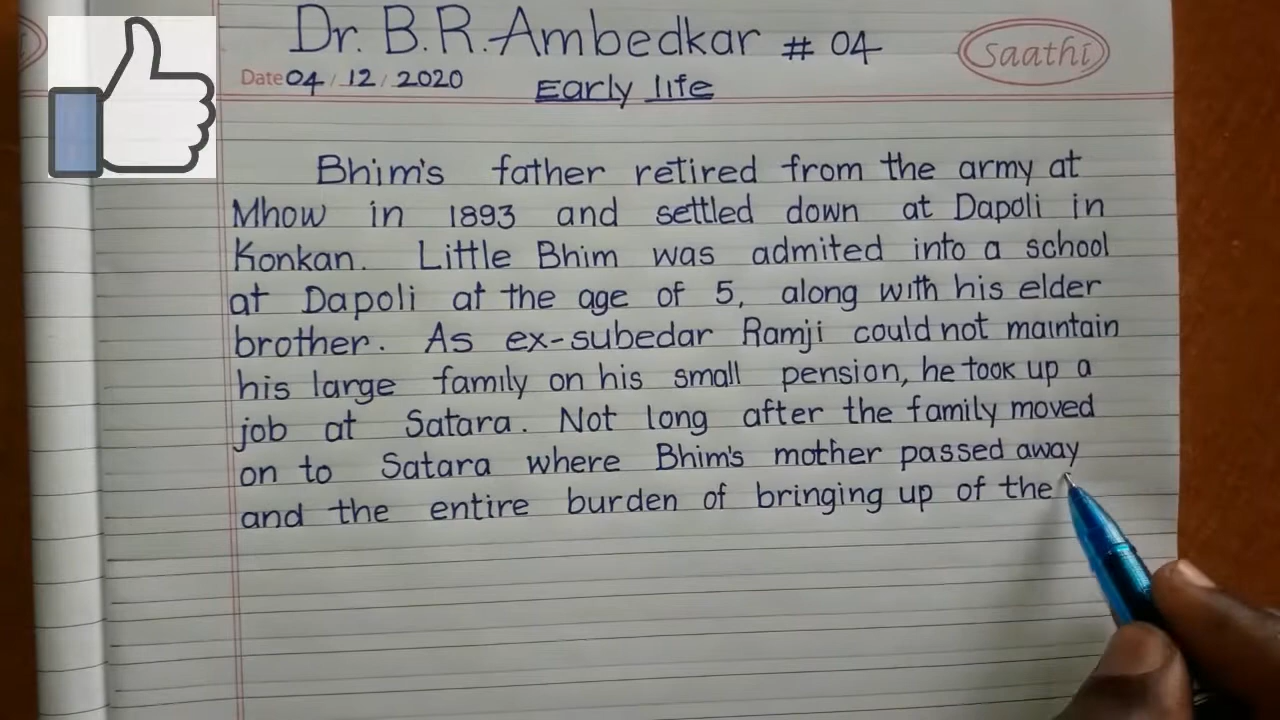 Dr. B.R. Ambedkar # 04
Saathi
Date 04/12/2020
Early life
Bhim's father retired from the army at
Mhow in 1893 and settled down at Dapoli in
Konkan. Little Bhim was admited into a school
at Dapoli at the age of 5, along with his elder
brother. As ex-subedar Ramji could not maintain
his large family on his small pension, he took up a
job at Satara. Not long after the family moved
on to Satara where Bhim's mother passed away
and the entire burden of bringing up of the